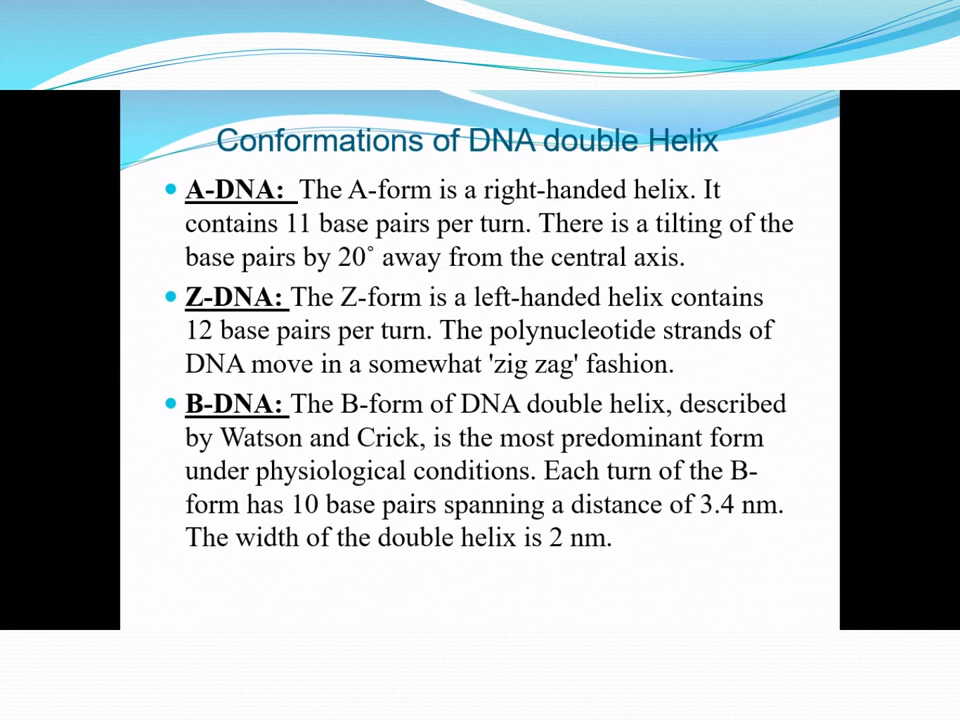 Conformations of DNA double Helix
A-DNA: The A-form is a right-handed helix. It
contains 11 base pairs per turn. There is a tilting of the
base pairs by 20˚ away from the central axis.
Z-DNA: The Z-form is a left-handed helix contains
12 base pairs per turn. The polynucleotide strands of
DNA move in a somewhat 'zig zag' fashion.
B-DNA: The B-form of DNA double helix, described
by Watson and Crick, is the most predominant form
under physiological conditions. Each turn of the B-
form has 10 base pairs spanning a distance of 3.4 nm.
The width of the double helix is 2 nm.